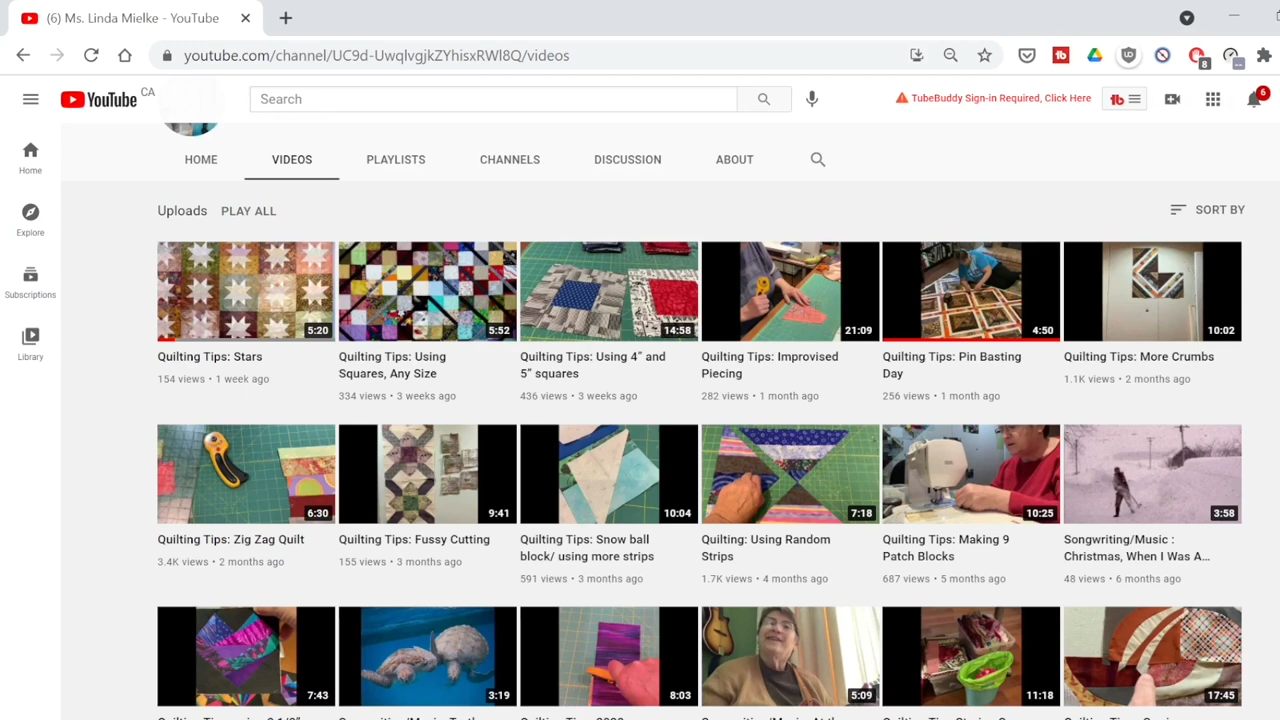 (6) Ms. Linda Mielke - YouTube
youtube.com/channel/UC9d-UwqlvgjkZYhisxRWl8Q/videos
8
YouTube CA
Search
TubeBuddy Sign-in Required, Click Here
6
HOME VIDEOS PLAYLISTS CHANNELS DISCUSSION ABOUT
Home
Explore
Subscriptions
Library
Uploads PLAY ALL
SORT BY
5:20 5:52 14:58 21:09 4:50 10:02
Quilting Tips: Stars
154 views • 1 week ago
Quilting Tips: Using
Squares, Any Size
334 views • 3 weeks ago
Quilting Tips: Using 4" and
5" squares
436 views • 3 weeks ago
Quilting Tips: Improvised
Piecing
282 views • 1 month ago
Quilting Tips: Pin Basting
Day
256 views • 1 month ago
Quilting Tips: More Crumbs
1.1K views • 2 months ago
6:30 9:41 10:04 7:18 10:25 3:58
Quilting Tips: Zig Zag Quilt
3.4K views • 2 months ago
Quilting Tips: Fussy Cutting
155 views • 3 months ago
Quilting Tips: Snow ball
block/ using more strips
591 views • 3 months ago
Quilting: Using Random
Strips
1.7K views • 4 months ago
Quilting Tips: Making 9
Patch Blocks
687 views • 5 months ago
Songwriting/Music :
Christmas, When I Was A...
48 views • 6 months ago
7:43 3:19 8:03 5:09 11:18 17:45